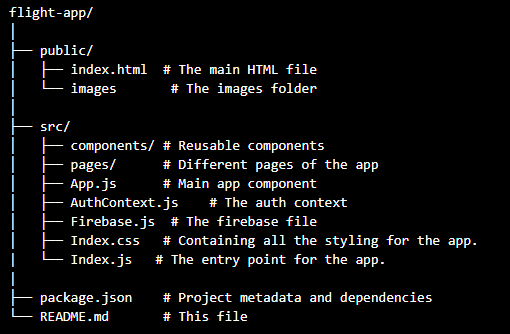 flight-app/
│
├── public/
│   ├── index.html  # The main HTML file
│   └── images       # The images folder
│
├── src/
│   ├── components/ # Reusable components
│   ├── pages/      # Different pages of the app
│   ├── App.js      # Main app component
│   ├── AuthContext.js    # The auth context
│   ├── Firebase.js  # The firebase file
│   ├── Index.css   # Containing all the styling for the app.
│   └── Index.js   # The entry point for the app.
│
├── package.json    # Project metadata and dependencies
└── README.md       # This file